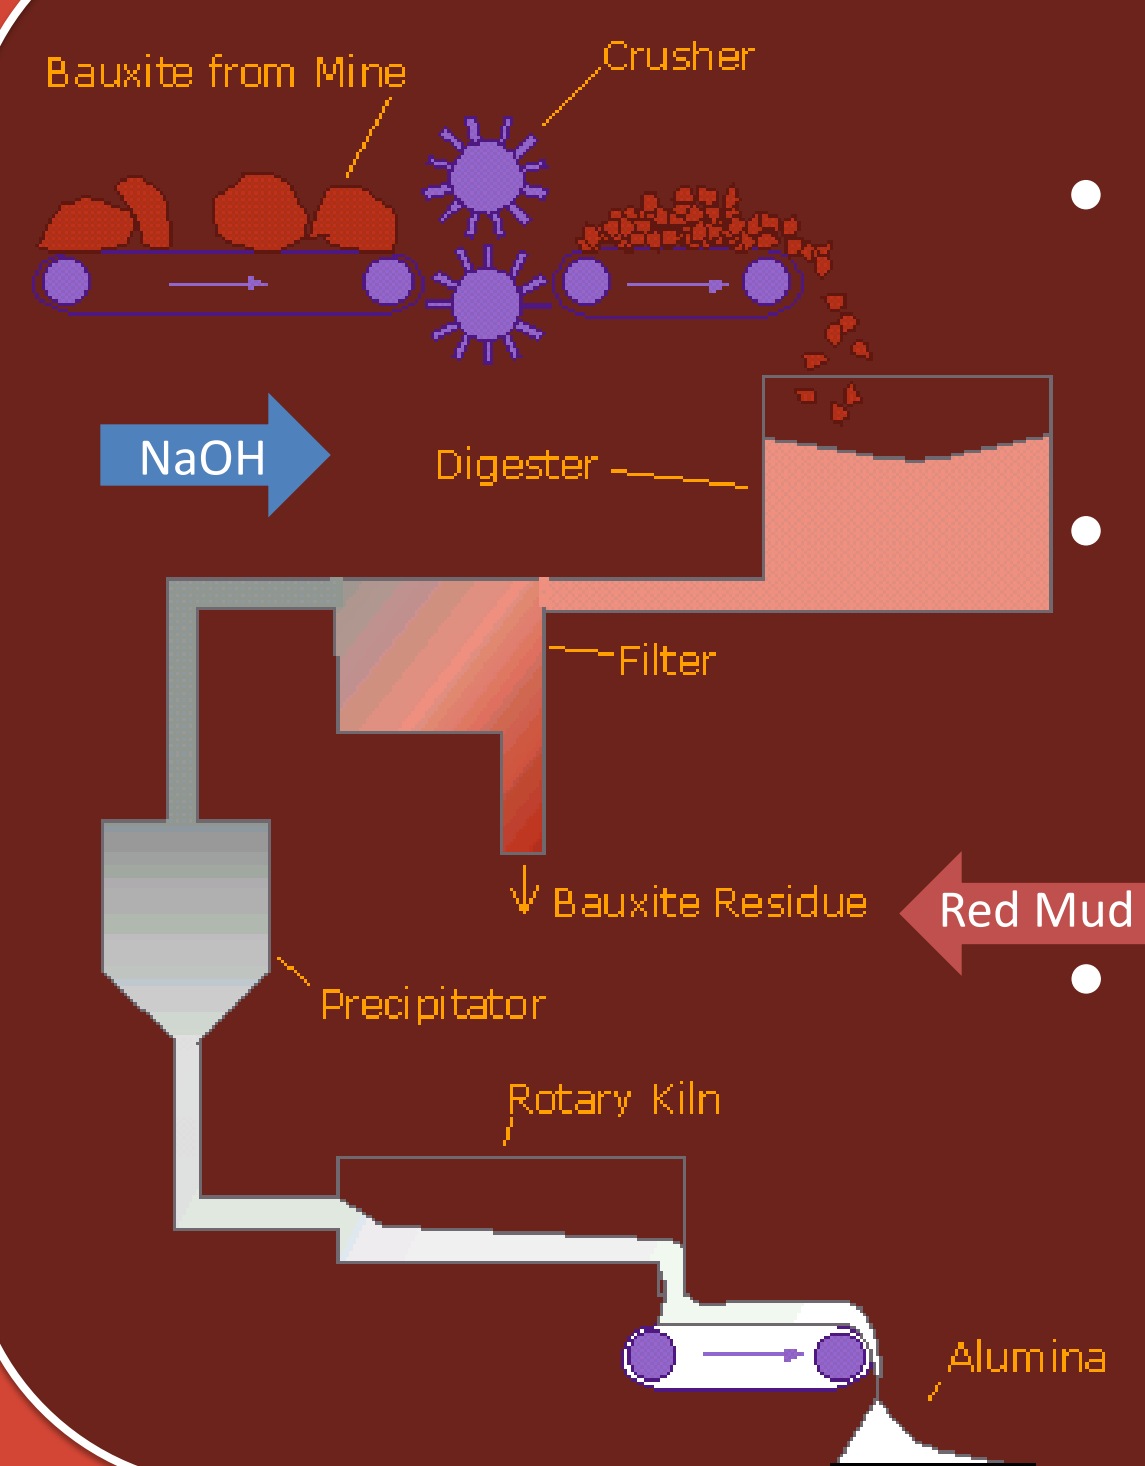 Bauxite from Mine
Crusher
NaOH
Digester
Filter
Bauxite Residue
Red Mud
Precipitator
Rotary Kiln
Alumina